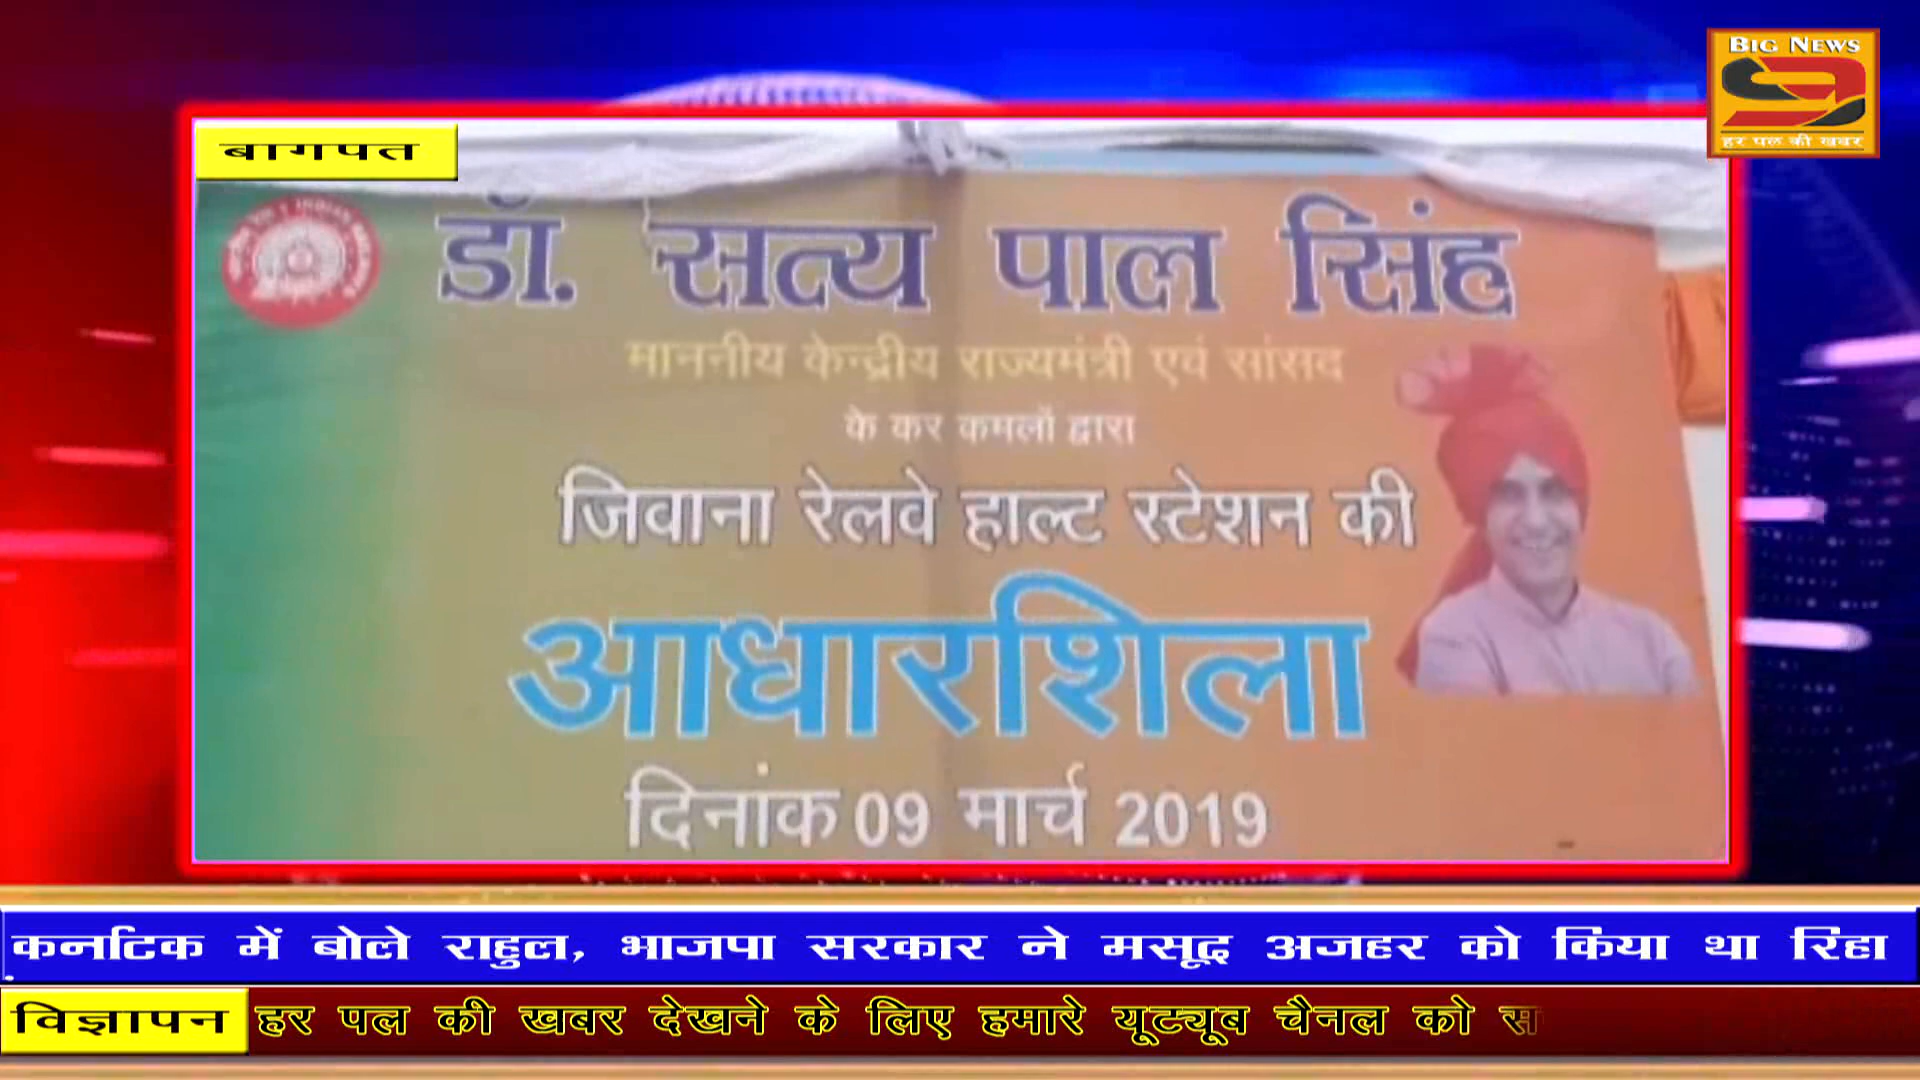 BIG NEWS
9
हर पल की खबर
बागपत
डॉ. सत्य पाल सिंह
माननीय केन्द्रीय राज्यमंत्री एवं सांसद
के कर कमलों द्वारा
जिवाना रेलवे हाल्ट स्टेशन की
आधारशिला
दिनांक 09 मार्च 2019
कर्नाटक में बोले राहुल, भाजपा सरकार ने मसूद अजहर को किया था रिहा
विज्ञापन हर पल की खबर देखने के लिए हमारे यूट्यूब चैनल को स